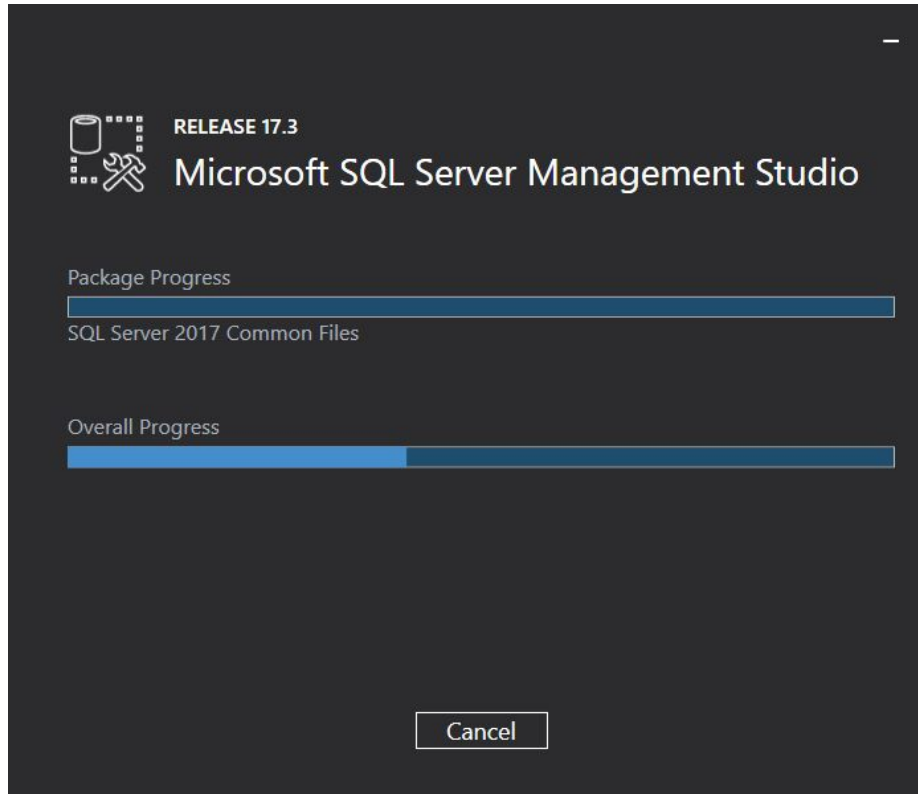 RELEASE 17.3
Microsoft SQL Server Management Studio
Package Progress
SQL Server 2017 Common Files
Overall Progress
Cancel